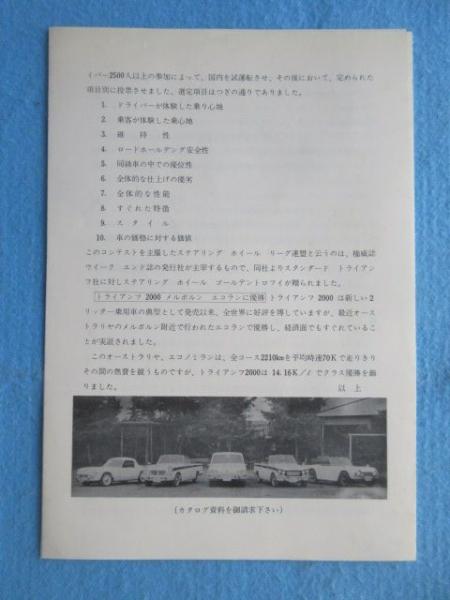 イバー2500人以上の参加によって、国内を試運転させ、その後において、定められた
項目別に投票させました。選定項目はつぎの通りでありました。
1. ドライバーが体験した乗り心地
2. 乗客が体験した乗心地
3. 維持性
4. ロードホールデング安全性
5. 同級車の中での優位性
6. 全体的な仕上げの優劣
7. 全体的な性能
8. すぐれた特徴
9. スタイル
10. 車の価格に対する価値
このコンテストを主催したステアリング ホイール リーグ連盟と云うのは、権威誌
ウイーク エンド誌の発行社が主宰するもので、同社よりスタンダード トライアン
フ社に対しステアリング ホイール ゴールデントロフイが贈られました。
トライアンフ 2000 メルボルン エコランに優勝 トライアンフ 2000 は新しい2
リッター乗用車の典型として発売以来、全世界に好評を博していますが、最近オース
トラリヤのメルボルン附近で行われたエコランで優勝し、経済面でもすぐれているこ
とが実証されました。
このオーストラリヤ、エコノミランは、全コース2210kmを平均時速70Kで走りきり
その間の燃費を競うものですが、トライアンフ2000は 14.16K/ℓ でクラス優勝を飾
りました。 以上
(カタログ資料を御請求下さい)